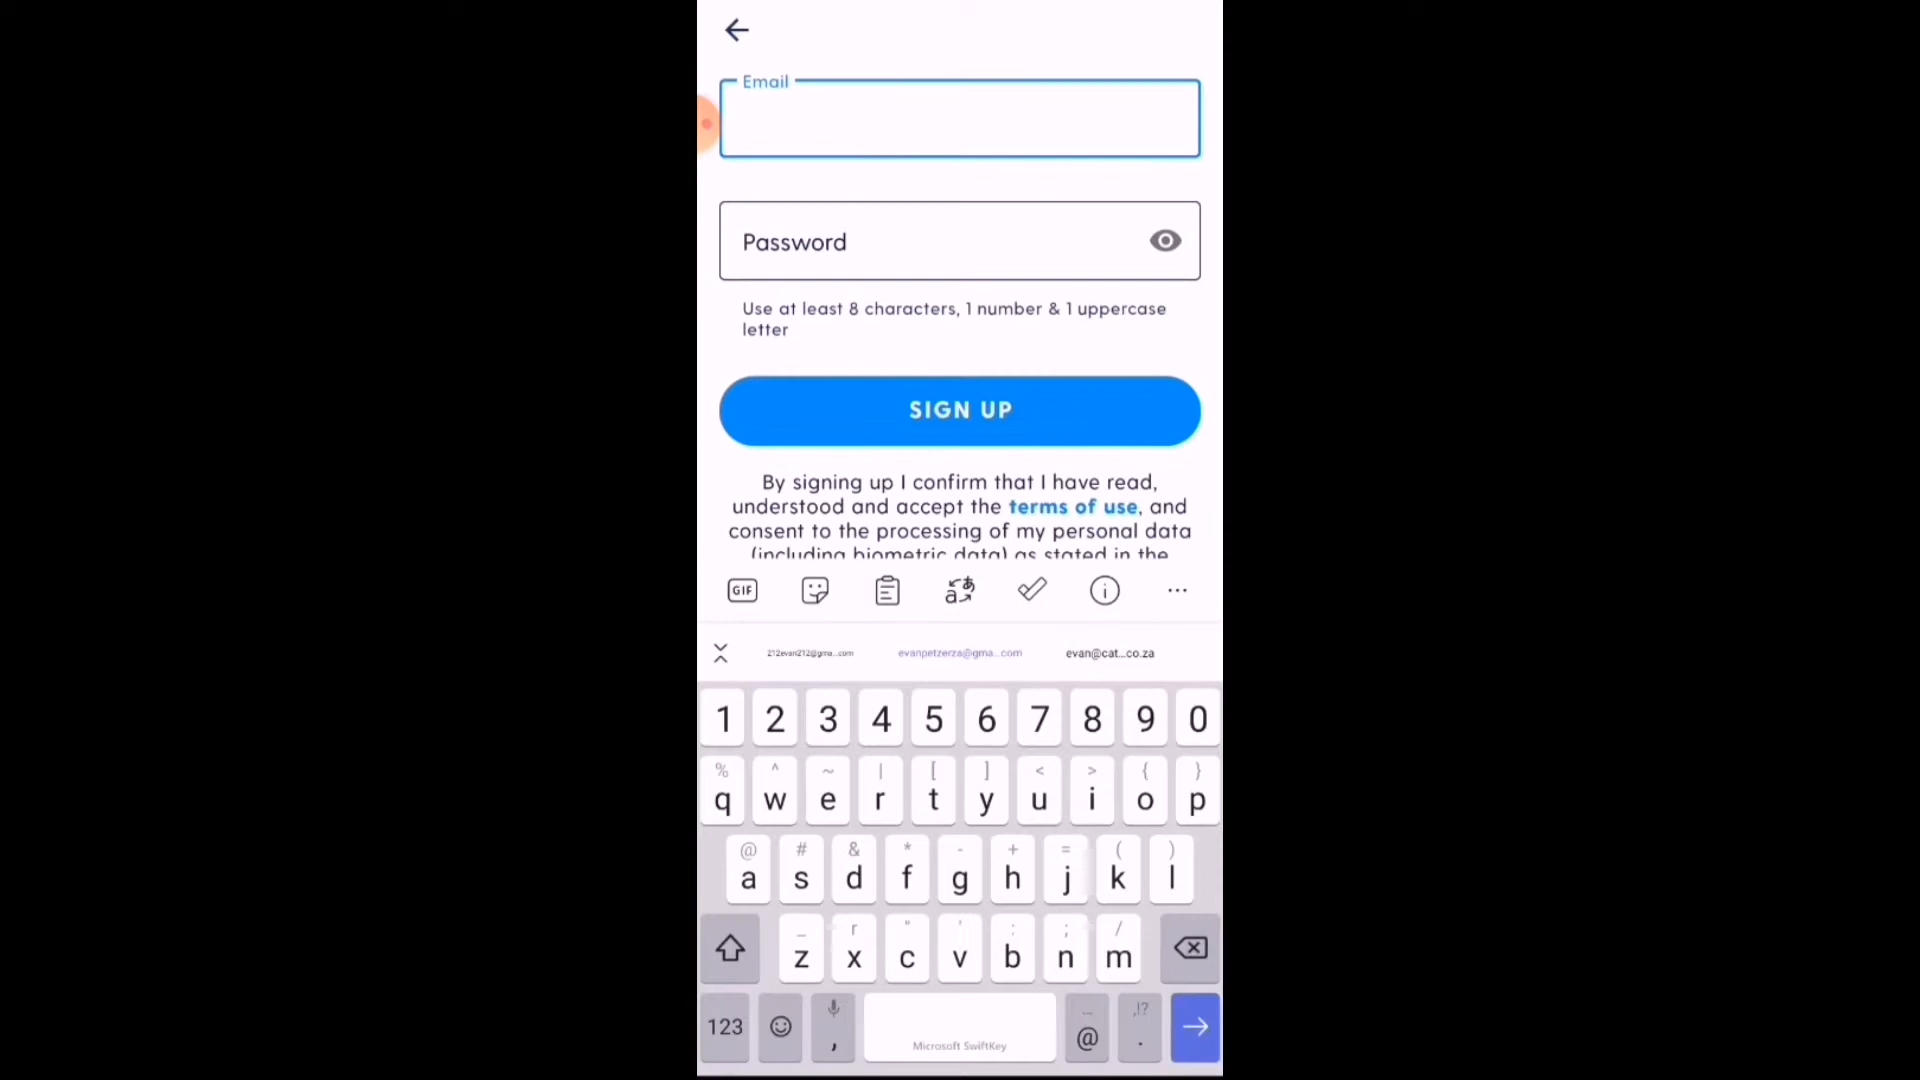 Email
Password
Use at least 8 characters, 1 number & 1 uppercase
letter
SIGN UP
By signing up I confirm that I have read,
understood and accept the terms of use, and
consent to the processing of my personal data
(including biometric data) as stated in the
GIF
212evan212@gma...com evanpetzerza@gma...com evan@cat...co.za
1 2 3 4 5 6 7 8 9 0
% ^ ~ | [ ] < > { }
q w e r t y u i o p
@ # & * - + = ( )
a s d f g h j k l
_ r " ' : ; /
z x c v b n m
... ,!?
123 , Microsoft SwiftKey @ .